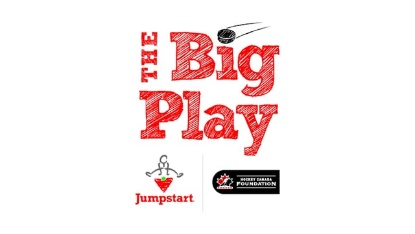 THE Big
Play
Jumpstart
HOCKEY CANADA
FOUNDATION